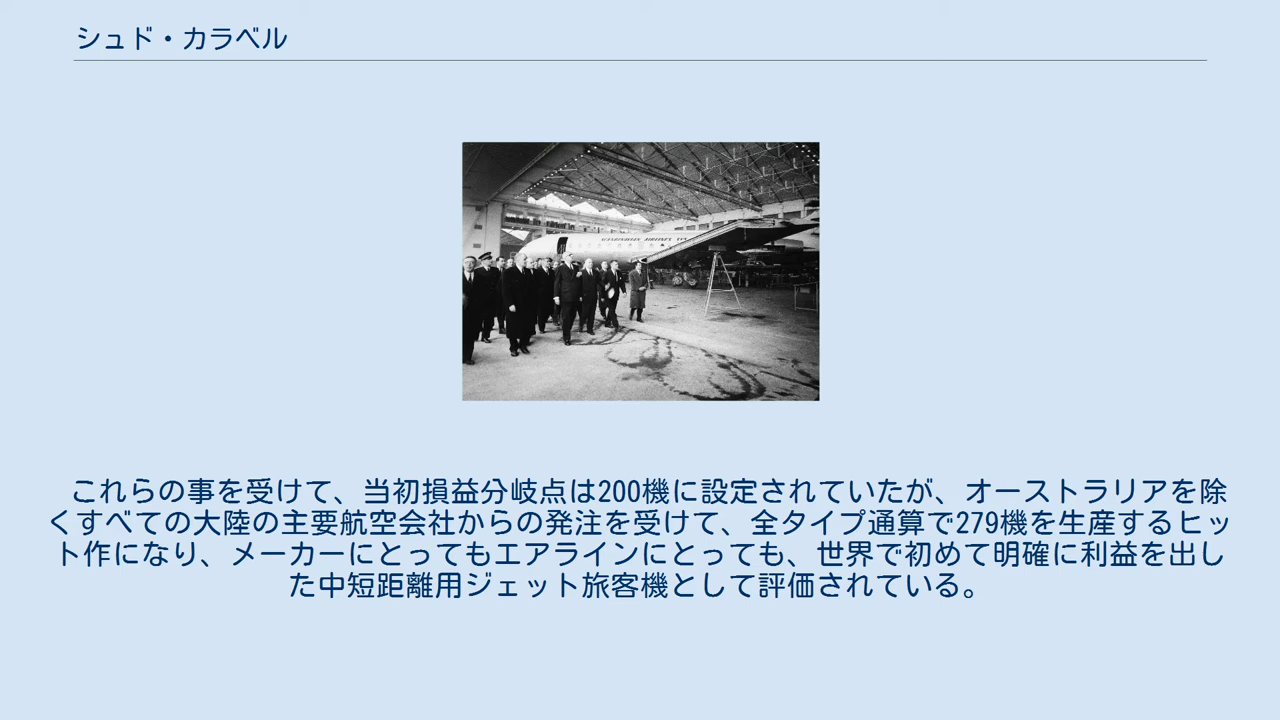 シュド・カラベル
SCANDINAVIAN AIRLINES
これらの事を受けて、当初損益分岐点は200機に設定されていたが、オーストラリアを除
くすべての大陸の主要航空会社からの発注を受けて、全タイプ通算で279機を生産するヒッ
ト作になり、メーカーにとってもエアラインにとっても、世界で初めて明確に利益を出し
た中短距離用ジェット旅客機として評価されている。